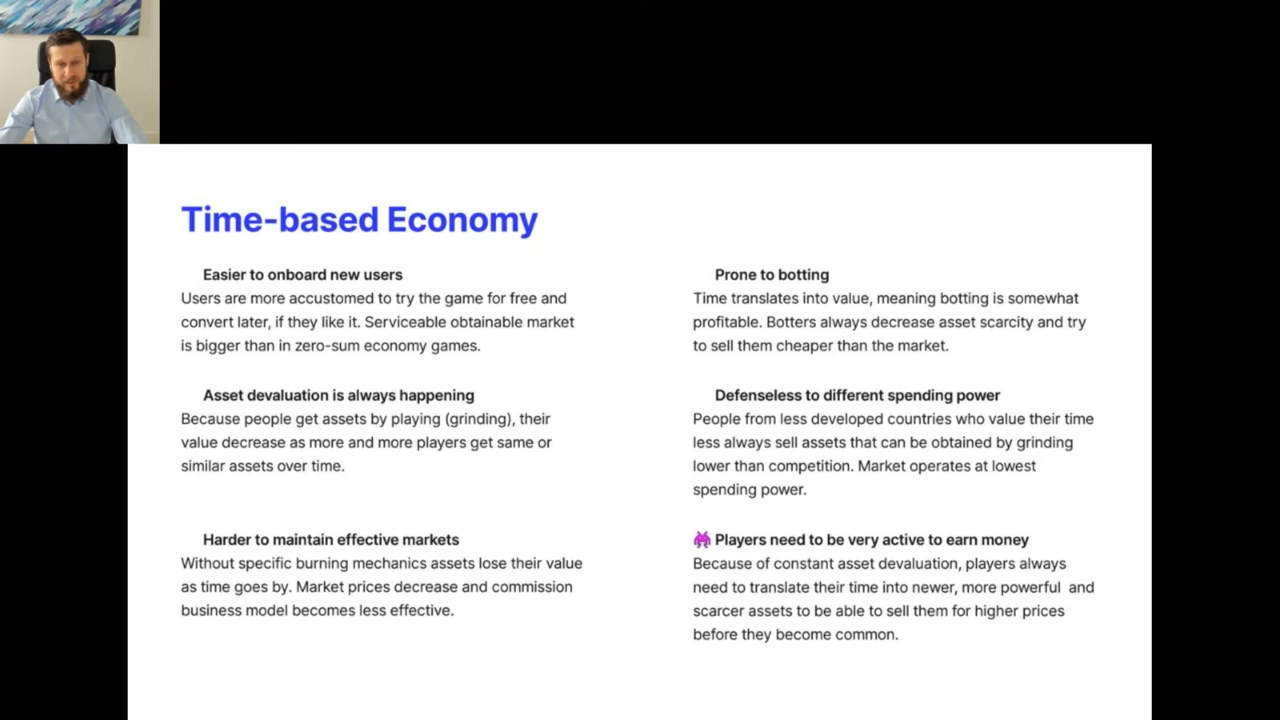 Time-based Economy
Easier to onboard new users
Users are more accustomed to try the game for free and
convert later, if they like it. Serviceable obtainable market
is bigger than in zero-sum economy games.
Asset devaluation is always happening
Because people get assets by playing (grinding), their
value decrease as more and more players get same or
similar assets over time.
Harder to maintain effective markets
Without specific burning mechanics assets lose their value
as time goes by. Market prices decrease and commission
business model becomes less effective.
Prone to botting
Time translates into value, meaning botting is somewhat
profitable. Botters always decrease asset scarcity and try
to sell them cheaper than the market.
Defenseless to different spending power
People from less developed countries who value their time
less always sell assets that can be obtained by grinding
lower than competition. Market operates at lowest
spending power.
👾 Players need to be very active to earn money
Because of constant asset devaluation, players always
need to translate their time into newer, more powerful and
scarcer assets to be able to sell them for higher prices
before they become common.